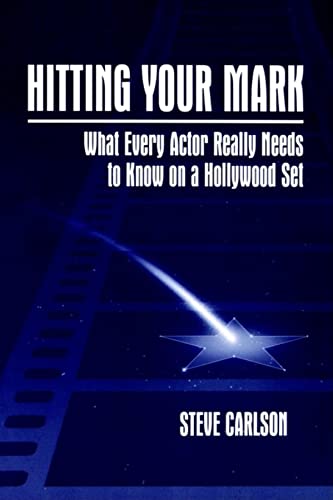 HITTING YOUR MARK
What Every Actor Really Needs
to Know on a Hollywood Set
STEVE CARLSON